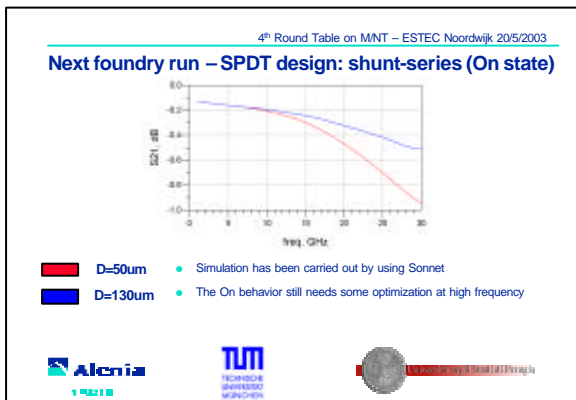 4th Round Table on M/NT – ESTEC Noordwijk 20/5/2003
Next foundry run – SPDT design: shunt-series (On state)
0.0
-0.2
-0.4
-0.6
-0.8
-1.0
S21, dB
0 5 10 15 20 25 30
freq, GHz
D=50um
• Simulation has been carried out by using Sonnet
D=130um
• The On behavior still needs some optimization at high frequency
Alenia
TUM
TECHNISCHE
UNIVERSITÄT
MÜNCHEN